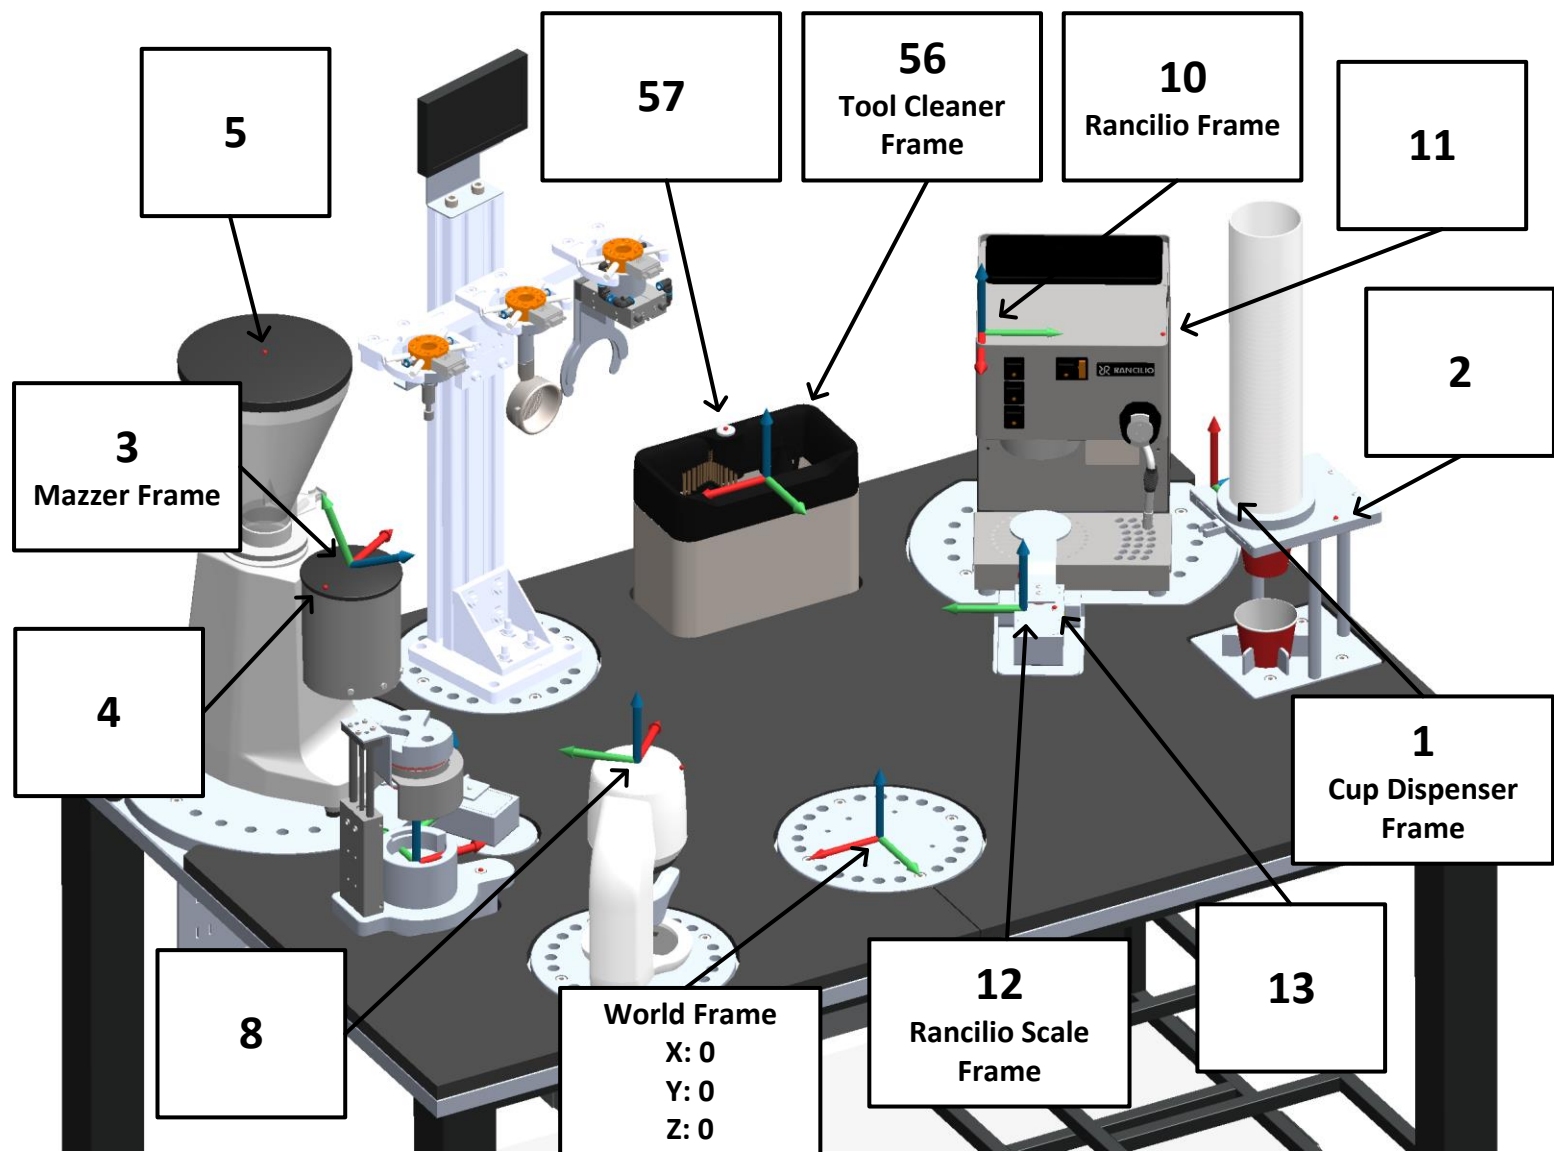 5
57
56
Tool Cleaner
Frame
10
Rancilio Frame
11
2
RANCILIO
3
Mazzer Frame
4
1
Cup Dispenser
Frame
8
World Frame
X: 0
Y: 0
Z: 0
12
Rancilio Scale
Frame
13